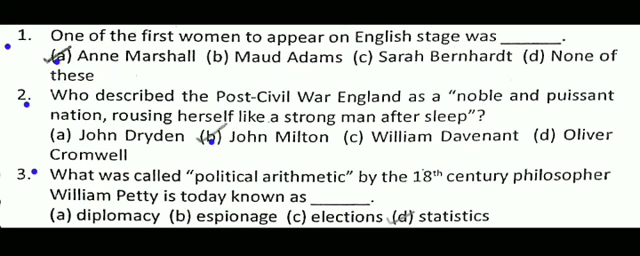 1. One of the first women to appear on English stage was _______.
(a) Anne Marshall (b) Maud Adams (c) Sarah Bernhardt (d) None of
these
2. Who described the Post-Civil War England as a “noble and puissant
nation, rousing herself like a strong man after sleep”?
(a) John Dryden (b) John Milton (c) William Davenant (d) Oliver
Cromwell
3. What was called “political arithmetic” by the 18th century philosopher
William Petty is today known as _______.
(a) diplomacy (b) espionage (c) elections (d) statistics